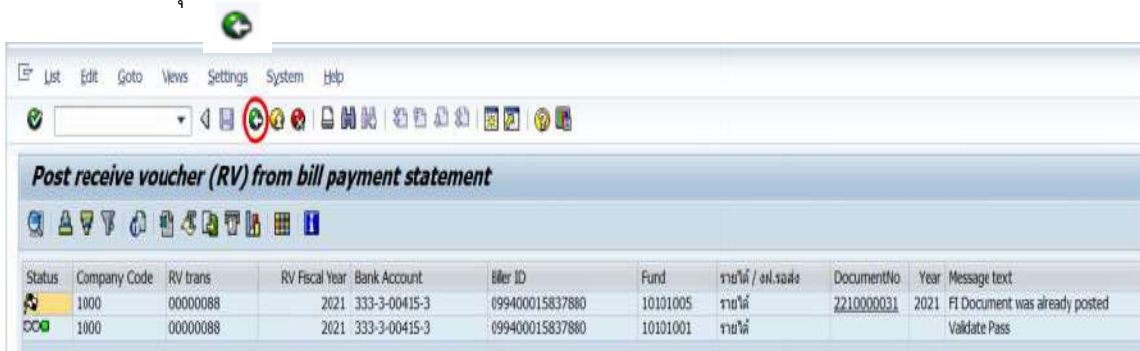 List Edit Goto Views Settings System Help
Post receive voucher (RV) from bill payment statement
Status Company Code RV trans RV Fiscal Year Bank Account Biller ID Fund รายได้ / งฝ.รอส่ง DocumentNo Year Message text
1000 00000088 2021 333-3-00415-3 099400015837880 10101005 รายได้ 2210000031 2021 FI Document was already posted
1000 00000088 2021 333-3-00415-3 099400015837880 10101001 รายได้ Validate Pass